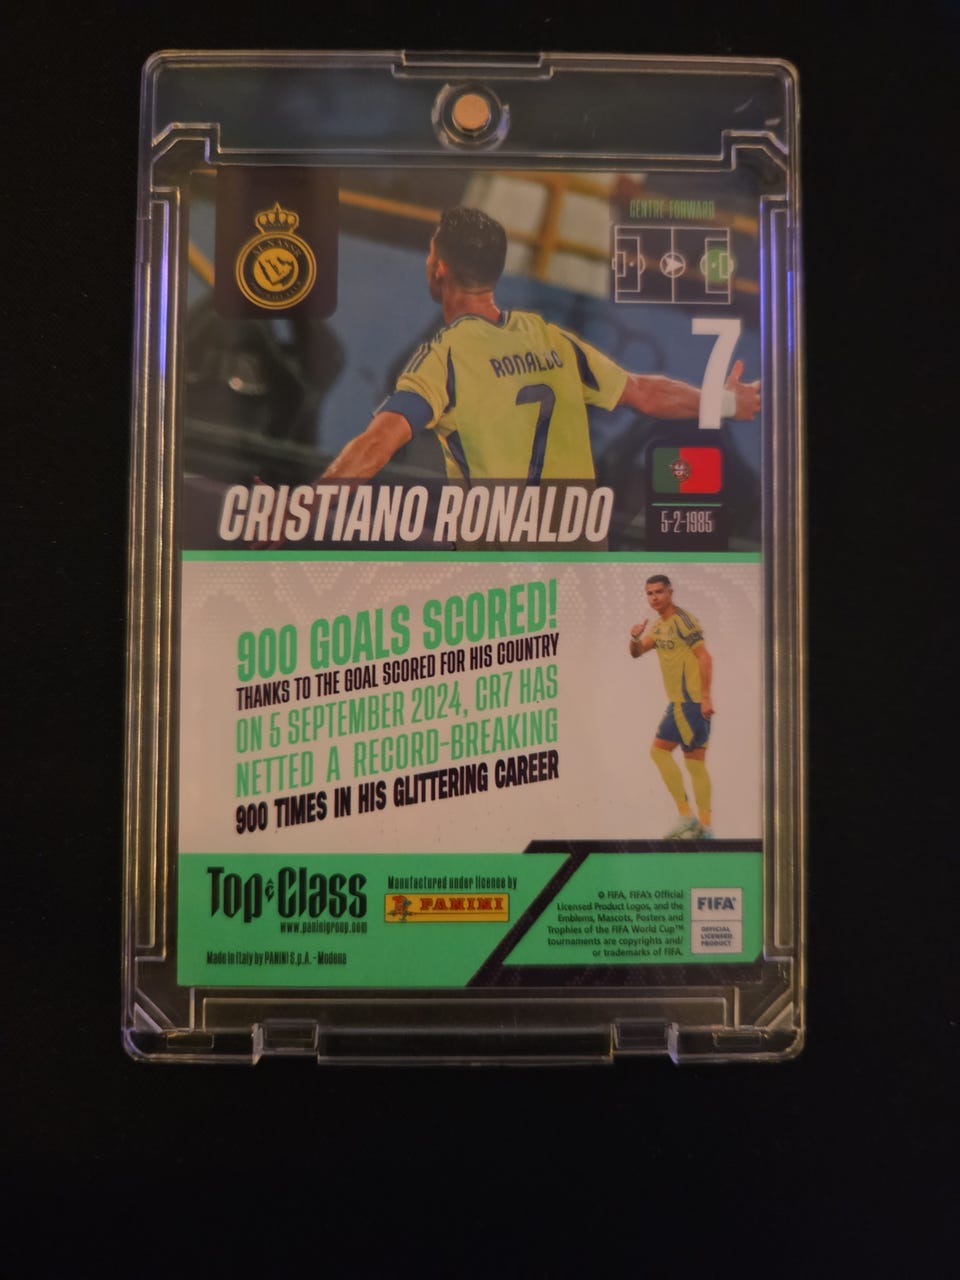 AL NASSR
CENTRE FORWARD
RONALDO
7
7
CRISTIANO RONALDO
5-2-1985
900 GOALS SCORED!
THANKS TO THE GOAL SCORED FOR HIS COUNTRY
ON 5 SEPTEMBER 2024, CR7 HAS
NETTED A RECORD-BREAKING
900 TIMES IN HIS GLITTERING CAREER
Top Class
www.paninigroup.com
Manufactured under licence by
PANINI
Made in Italy by PANINI S.p.A. - Modena
© FIFA, FIFA's Official
Licensed Product Logos, and the
Emblems, Mascots, Posters and
Trophies of the FIFA World Cup™
tournaments are copyrights and/
or trademarks of FIFA.
FIFA®
OFFICIAL
LICENSED
PRODUCT